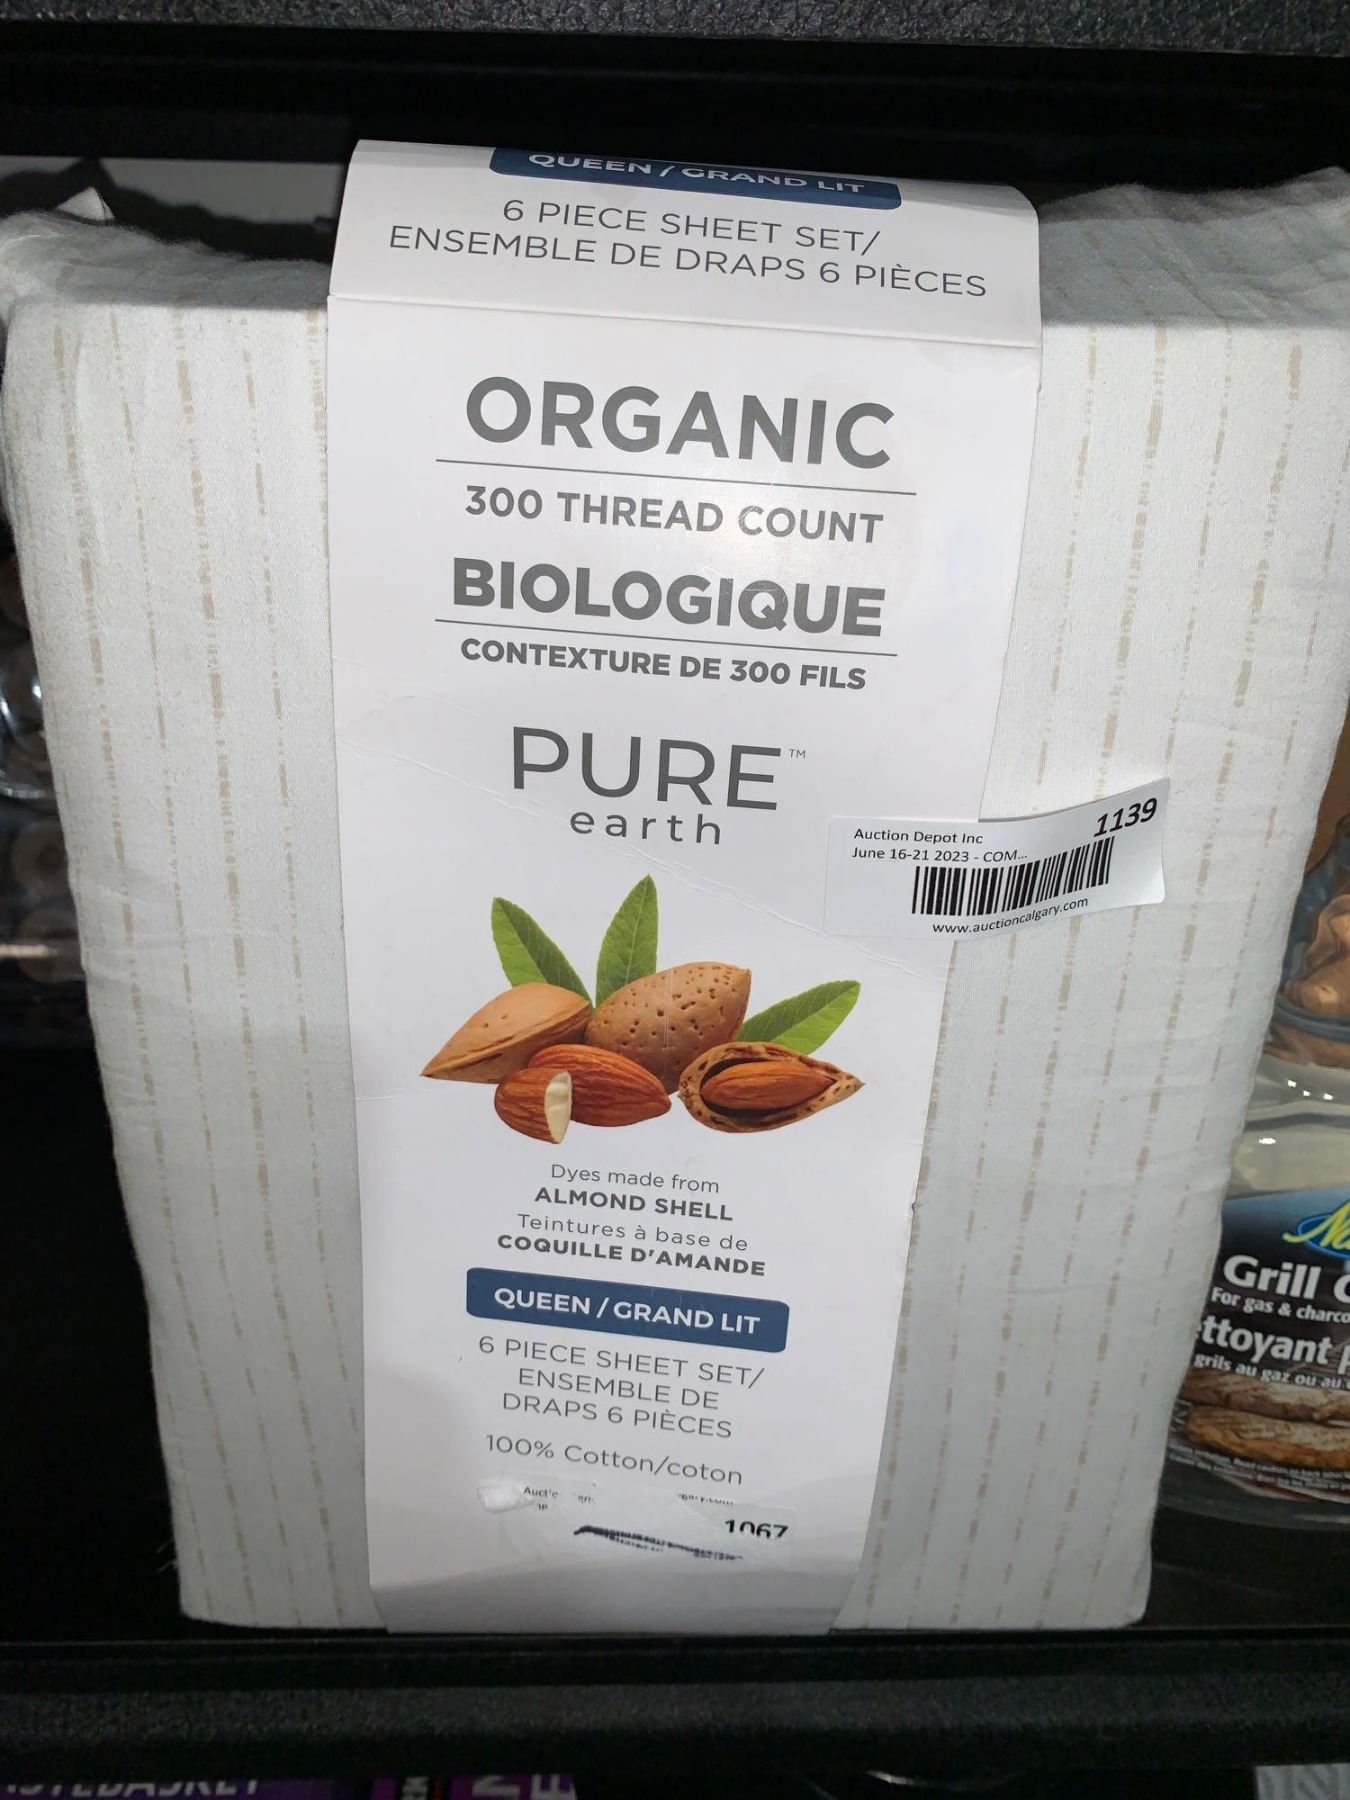 QUEEN / GRAND LIT
6 PIECE SHEET SET/
ENSEMBLE DE DRAPS 6 PIÈCES
ORGANIC
300 THREAD COUNT
BIOLOGIQUE
CONTEXTURE DE 300 FILS
PURE™
earth
1139
Auction Depot Inc
June 16-21 2023 - COM...
www.auctioncalgary.com
Dyes made from
ALMOND SHELL
Teintures à base de
COQUILLE D'AMANDE
QUEEN / GRAND LIT
6 PIECE SHEET SET/
ENSEMBLE DE
DRAPS 6 PIÈCES
100% Cotton/coton
1067
Grill
For gas & charco
ttoyant
grils au gaz ou au